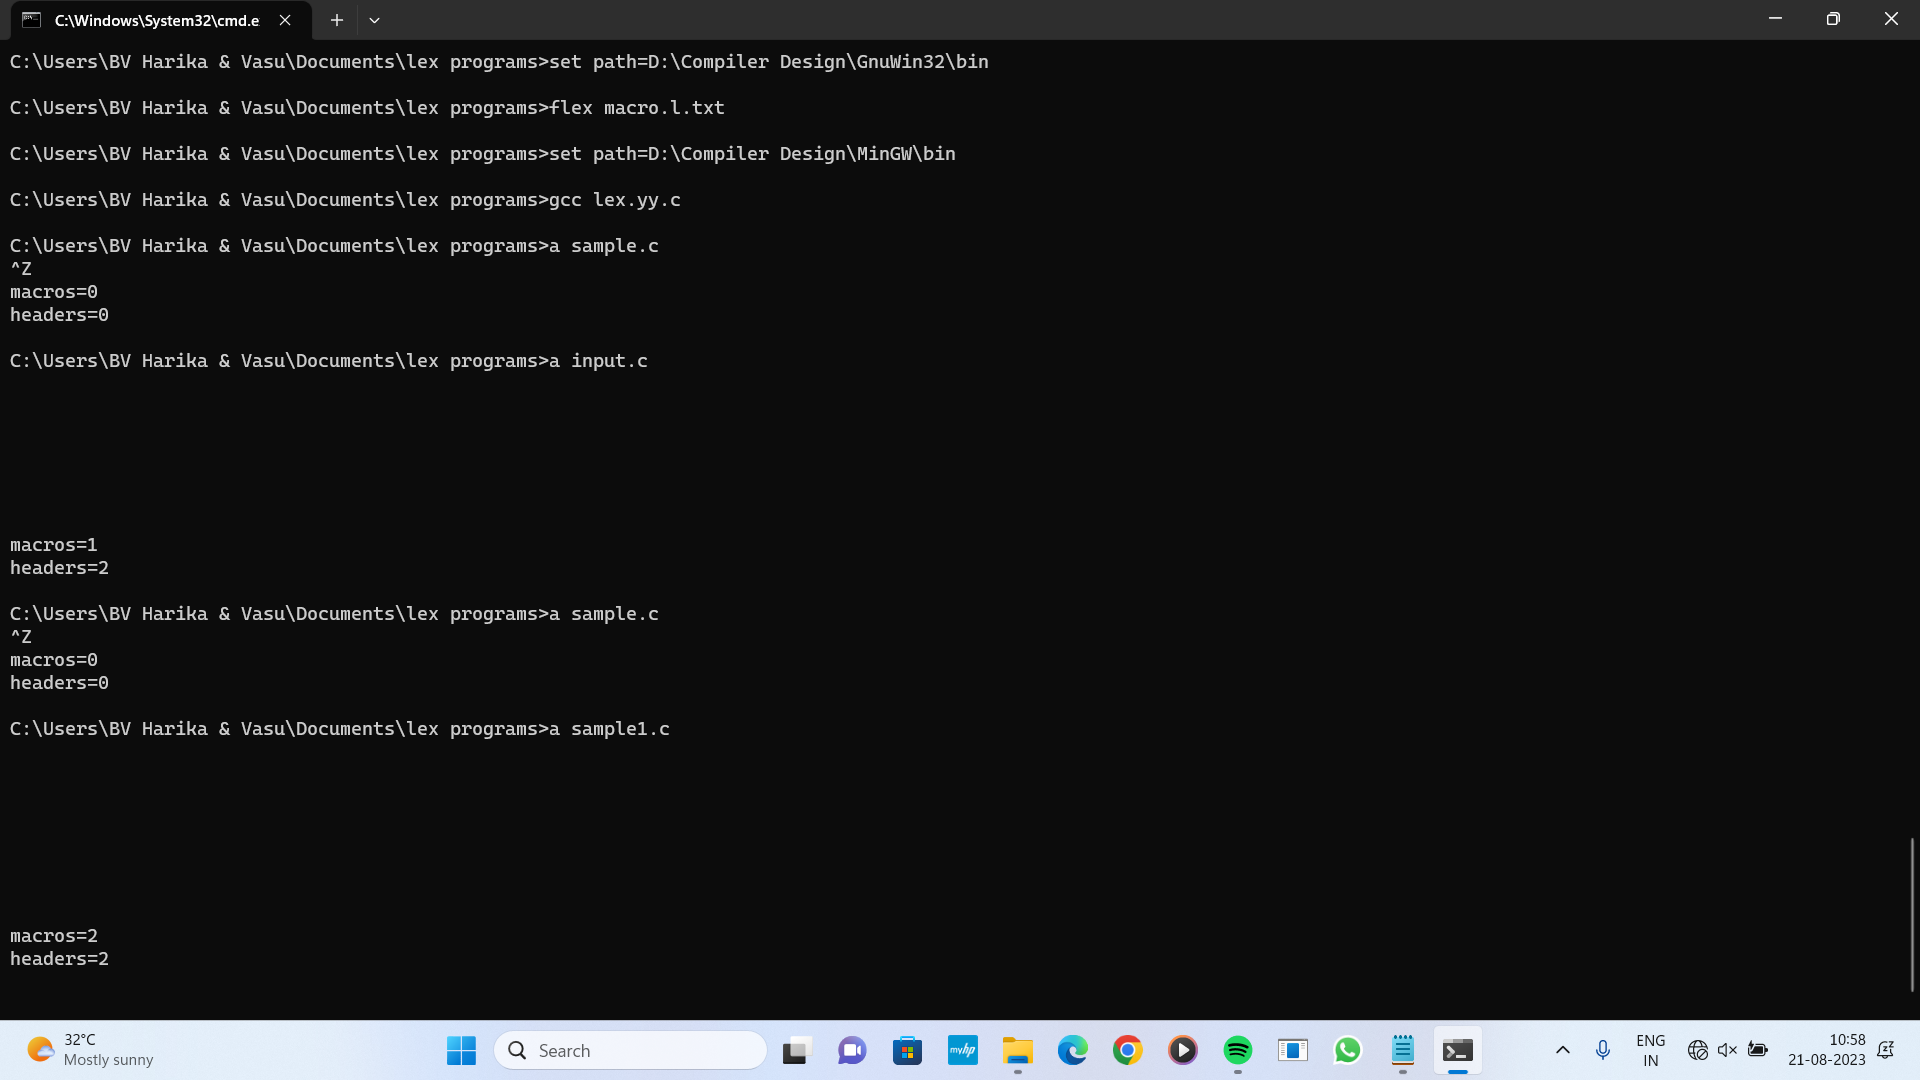 C:\Windows\System32\cmd.e
C:\Users\BV Harika & Vasu\Documents\lex programs>set path=D:\Compiler Design\GnuWin32\bin
C:\Users\BV Harika & Vasu\Documents\lex programs>flex macro.l.txt
C:\Users\BV Harika & Vasu\Documents\lex programs>set path=D:\Compiler Design\MinGW\bin
C:\Users\BV Harika & Vasu\Documents\lex programs>gcc lex.yy.c
C:\Users\BV Harika & Vasu\Documents\lex programs>a sample.c
^Z
macros=0
headers=0
C:\Users\BV Harika & Vasu\Documents\lex programs>a input.c
macros=1
headers=2
C:\Users\BV Harika & Vasu\Documents\lex programs>a sample.c
^Z
macros=0
headers=0
C:\Users\BV Harika & Vasu\Documents\lex programs>a sample1.c
macros=2
headers=2
32°C
Mostly sunny
Search
myhp
ENG
IN
10:58
21-08-2023